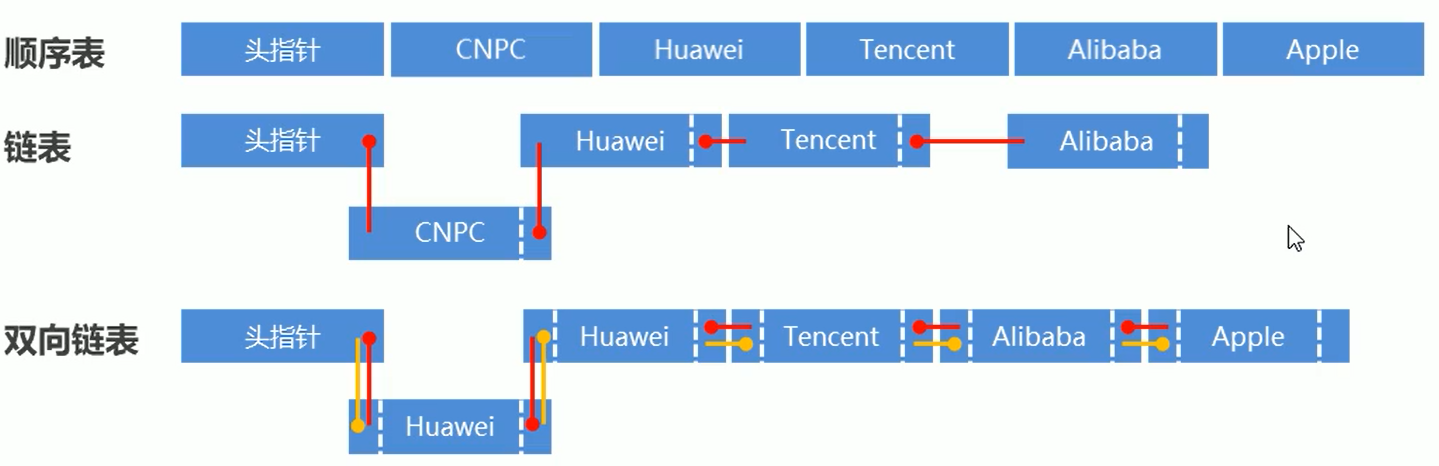 顺序表 头指针 CNPC Huawei Tencent Alibaba Apple
链表 头指针 Huawei Tencent Alibaba
CNPC
双向链表 头指针 Huawei Tencent Alibaba Apple
Huawei